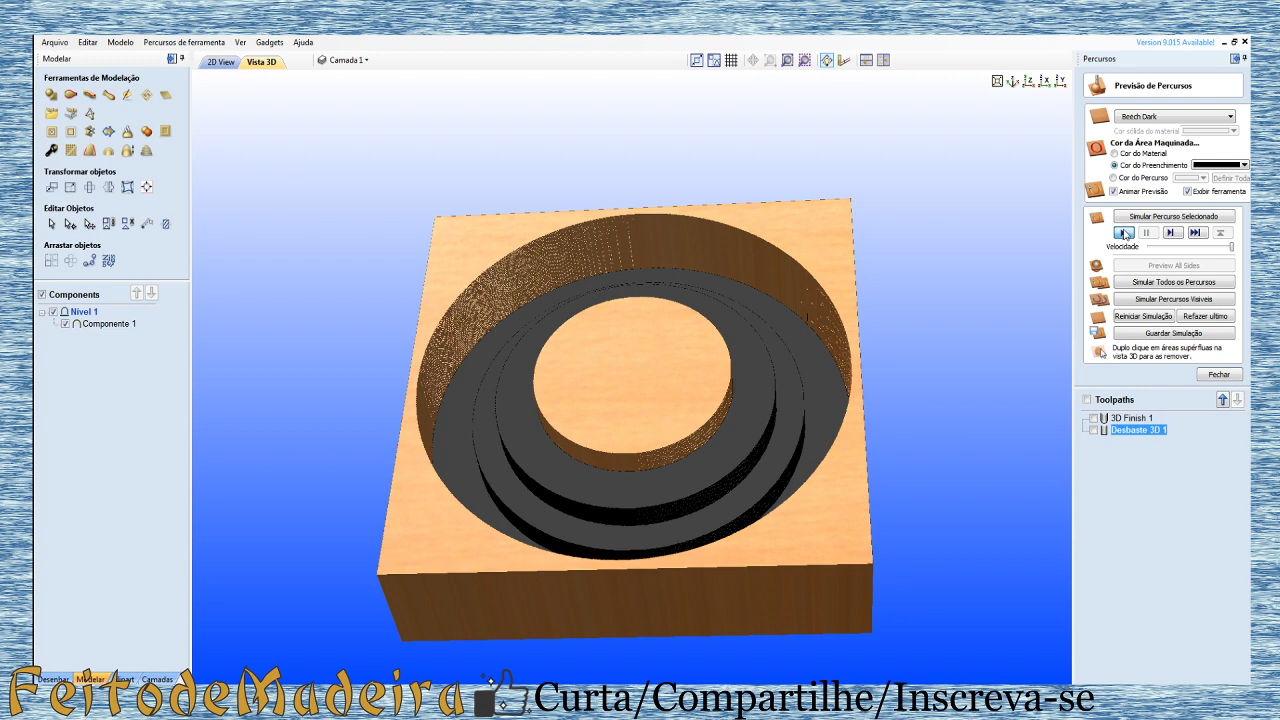 Arquivo Editar Modelo Percursos de ferramenta Ver Gadgets Ajuda
Version 9.015 Available!
Modelar
2D View Vista 3D Camada 1
Percursos
Ferramentas de Modelação
Transformar objetos
Editar Objetos
Arrastar objetos
Components
Nível 1
Componente 1
Z X Y
Previsão de Percursos
Beech Dark
Cor sólida do material
Cor da Área Maquinada...
Cor do Material
Cor do Preenchimento
Cor do Percurso Definir Toda
Animar Previsão Exibir ferramenta
Simular Percurso Selecionado
Velocidade
Preview All Sides
Simular Todos os Percursos
Simular Percursos Visíveis
Reiniciar Simulação Refazer ultimo
Guardar Simulação
Duplo clique em áreas supérfluas na
vista 3D para as remover.
Fechar
Toolpaths
3D Finish 1
Desbaste 3D 1
Desenhar Modelar Camadas
FeitodeMadeira Curta/Compartilhe/Inscreva-se